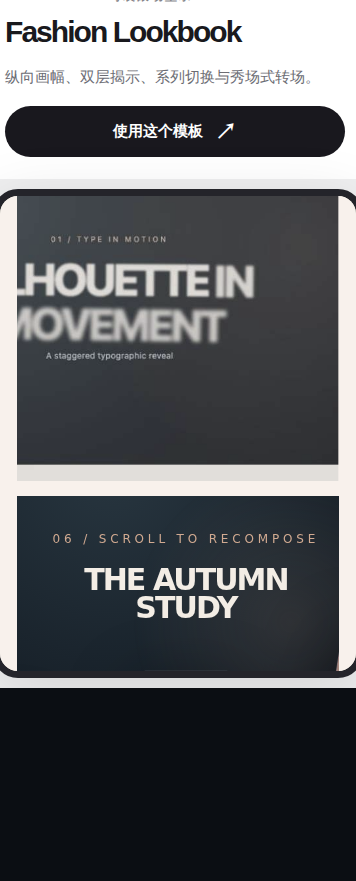 Fashion Lookbook
纵向画幅、双层揭示、系列切换与秀场式转场。
使用这个模板 ↗
01 / TYPE IN MOTION
LHOUETTE IN
MOVEMENT
A staggered typographic reveal
06 / SCROLL TO RECOMPOSE
THE AUTUMN
STUDY